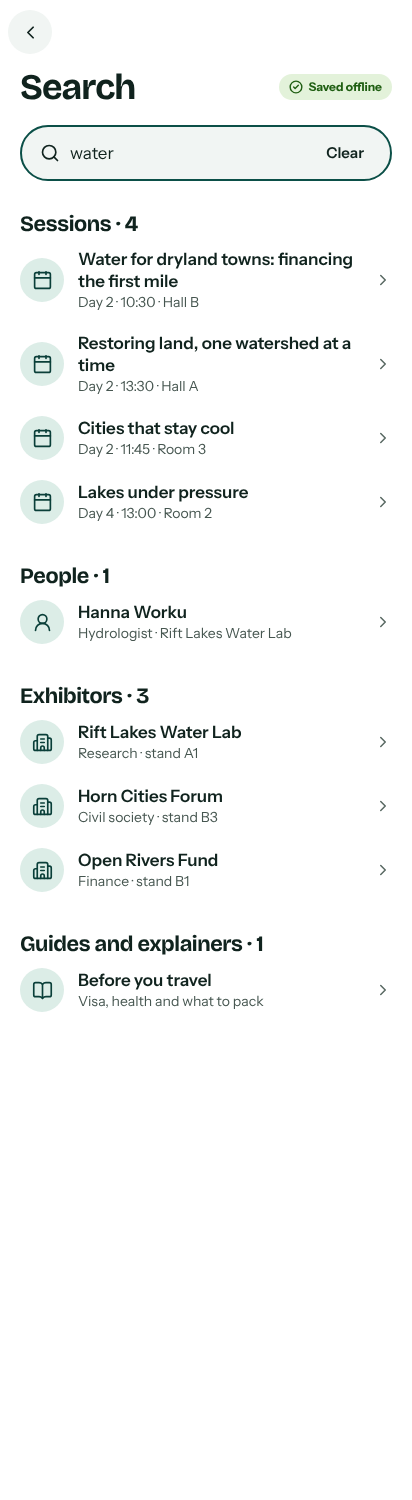 Search
Saved offline
water
Clear
Sessions · 4
Water for dryland towns: financing
the first mile
Day 2 · 10:30 · Hall B
Restoring land, one watershed at a
time
Day 2 · 13:30 · Hall A
Cities that stay cool
Day 2 · 11:45 · Room 3
Lakes under pressure
Day 4 · 13:00 · Room 2
People · 1
Hanna Worku
Hydrologist · Rift Lakes Water Lab
Exhibitors · 3
Rift Lakes Water Lab
Research · stand A1
Horn Cities Forum
Civil society · stand B3
Open Rivers Fund
Finance · stand B1
Guides and explainers · 1
Before you travel
Visa, health and what to pack